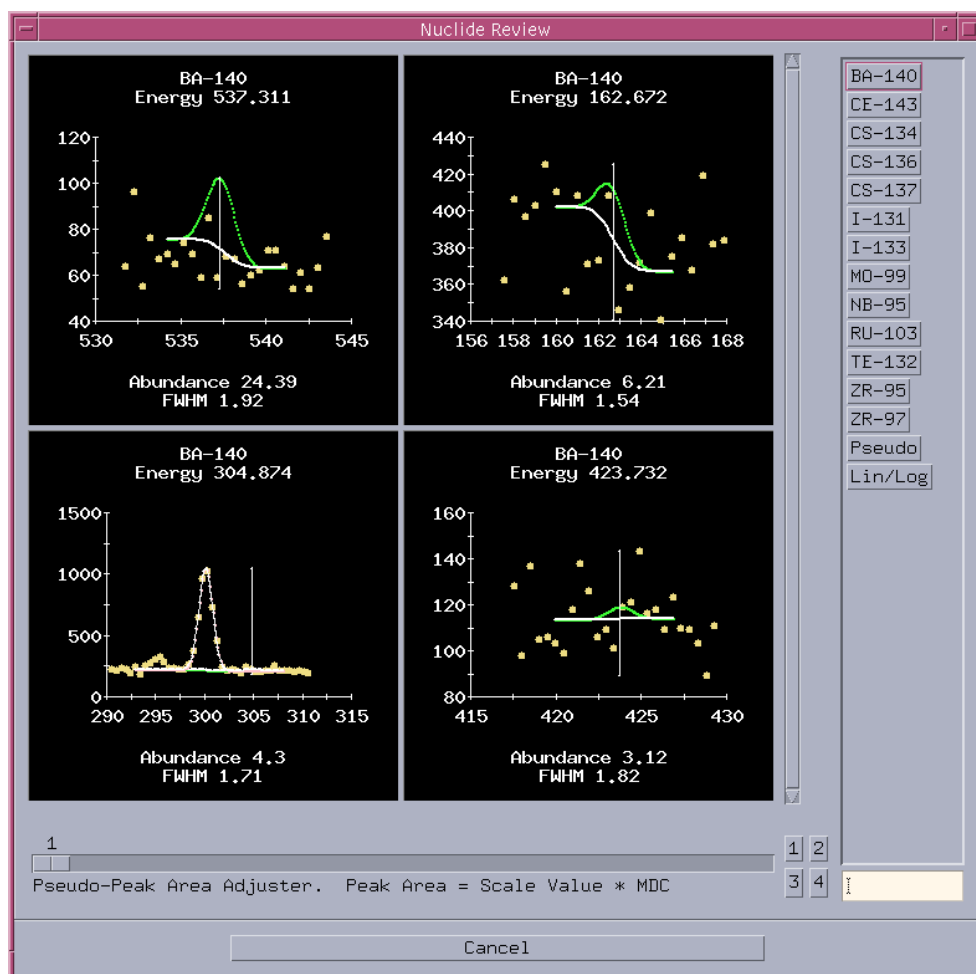 Nuclide Review
BA-140
Energy 537.311
120
100
80
60
40
530 535 540 545
Abundance 24.39
FWHM 1.92
BA-140
Energy 162.672
440
420
400
380
360
340
156 158 160 162 164 166 168
Abundance 6.21
FWHM 1.54
BA-140
Energy 304.874
1500
1000
500
0
290 295 300 305 310 315
Abundance 4.3
FWHM 1.71
BA-140
Energy 423.732
160
140
120
100
80
415 420 425 430
Abundance 3.12
FWHM 1.82
BA-140
CE-143
CS-134
CS-136
CS-137
I-131
I-133
MO-99
NB-95
RU-103
TE-132
ZR-95
ZR-97
Pseudo
Lin/Log
1
Pseudo-Peak Area Adjuster. Peak Area = Scale Value * MDC
1 2
3 4
Cancel